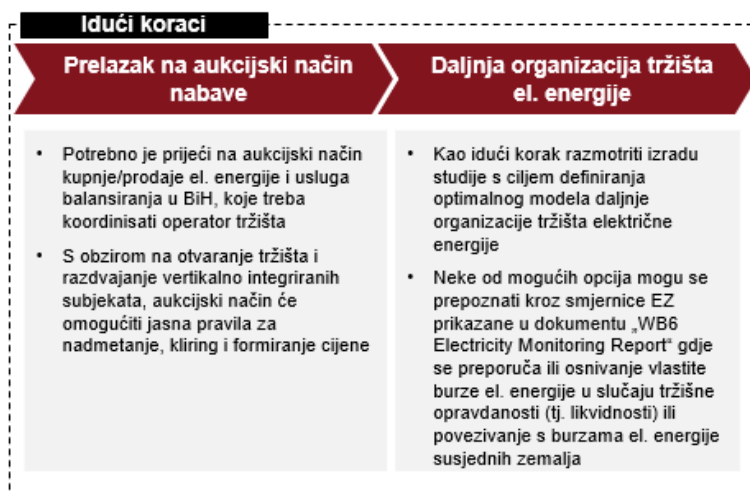 Idući koraci
Prelazak na aukcijski način
nabave
Daljnja organizacija tržišta
el. energije
• Potrebno je prijeći na aukcijski način
kupnje/prodaje el. energije i usluga
balansiranja u BiH, koje treba
koordinisati operator tržišta
• S obzirom na otvaranje tržišta i
razdvajanje vertikalno integriranih
subjekata, aukcijski način će
omogućiti jasna pravila za
nadmetanje, kliring i formiranje cijene
• Kao idući korak razmotriti izradu
studije s ciljem definiranja
optimalnog modela daljnje
organizacije tržišta električne
energije
• Neke od mogućih opcija mogu se
prepoznati kroz smjernice EZ
prikazane u dokumentu „WB6
Electricity Monitoring Report“ gdje
se preporuča ili osnivanje vlastite
burze el. energije u slučaju tržišne
opravdanosti (tj. likvidnosti) ili
povezivanje s burzama el. energije
susjednih zemalja